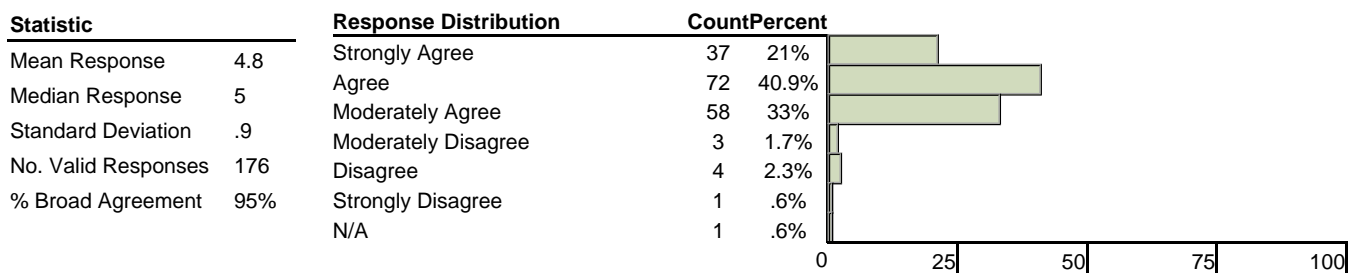 Statistic
Mean Response 4.8
Median Response 5
Standard Deviation .9
No. Valid Responses 176
% Broad Agreement 95%
Response Distribution CountPercent
Strongly Agree 37 21%
Agree 72 40.9%
Moderately Agree 58 33%
Moderately Disagree 3 1.7%
Disagree 4 2.3%
Strongly Disagree 1 .6%
N/A 1 .6%
0 25 50 75 100